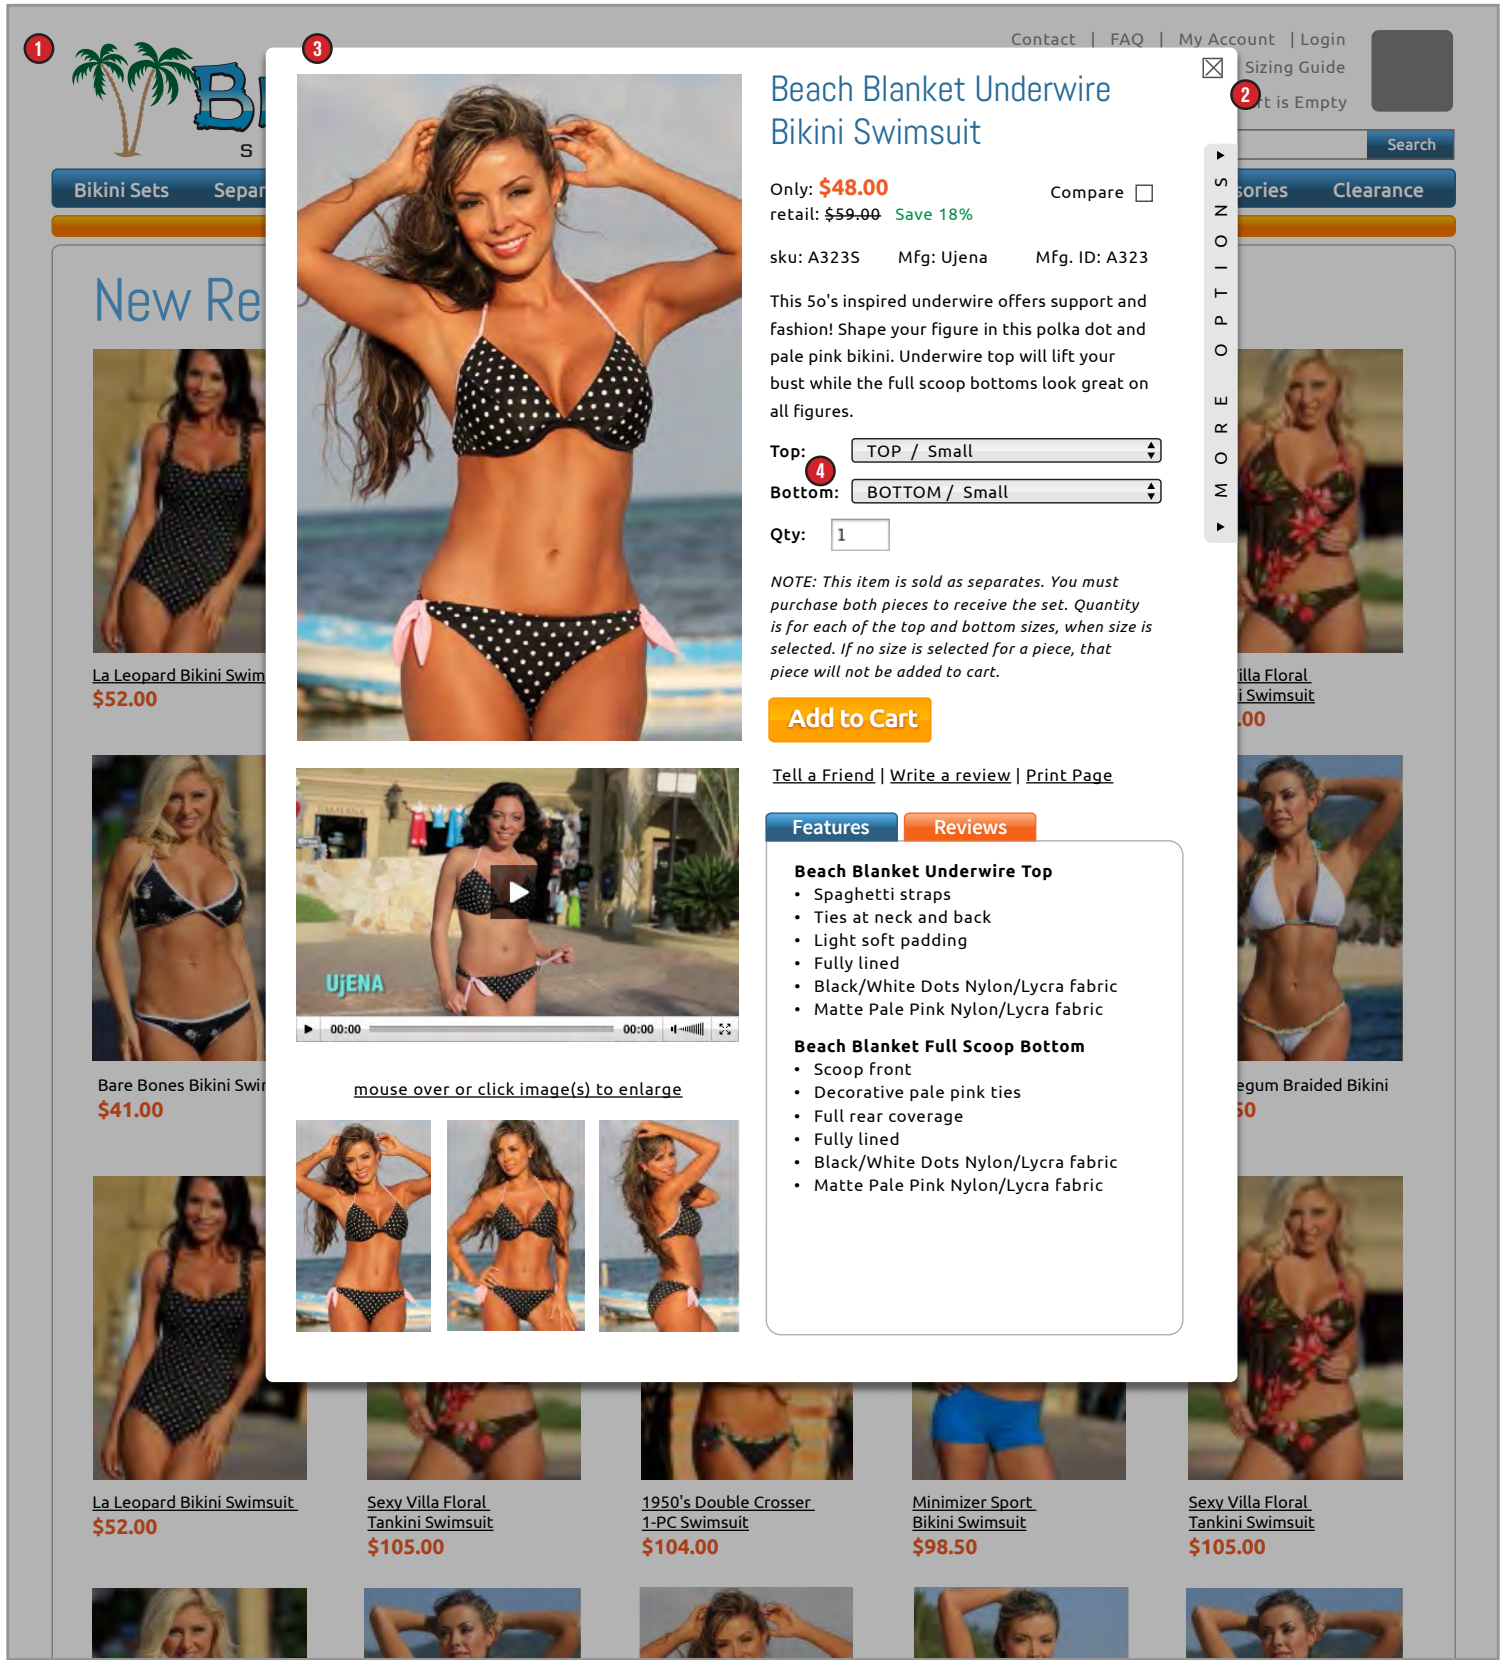 1
3
Contact | FAQ | My Account | Login
Sizing Guide
2
rt is Empty
B
S
Search
Bikini Sets
Separ
sories
Clearance
New Re
Beach Blanket Underwire
Bikini Swimsuit
Only: $48.00
Compare
retail: $59.00 Save 18%
sku: A323S Mfg: Ujena Mfg. ID: A323
This 5o's inspired underwire offers support and
fashion! Shape your figure in this polka dot and
pale pink bikini. Underwire top will lift your
bust while the full scoop bottoms look great on
all figures.
Top: TOP / Small
4
Bottom: BOTTOM / Small
Qty: 1
NOTE: This item is sold as separates. You must
purchase both pieces to receive the set. Quantity
is for each of the top and bottom sizes, when size is
selected. If no size is selected for a piece, that
piece will not be added to cart.
Add to Cart
Tell a Friend | Write a review | Print Page
MORE OPTIONS
Features
Reviews
Beach Blanket Underwire Top
• Spaghetti straps
• Ties at neck and back
• Light soft padding
• Fully lined
• Black/White Dots Nylon/Lycra fabric
• Matte Pale Pink Nylon/Lycra fabric
Beach Blanket Full Scoop Bottom
• Scoop front
• Decorative pale pink ties
• Full rear coverage
• Fully lined
• Black/White Dots Nylon/Lycra fabric
• Matte Pale Pink Nylon/Lycra fabric
UjENA
00:00
00:00
mouse over or click image(s) to enlarge
La Leopard Bikini Swim
$52.00
illa Floral
i Swimsuit
.00
Bare Bones Bikini Swi
$41.00
egum Braided Bikini
50
La Leopard Bikini Swimsuit
$52.00
Sexy Villa Floral
Tankini Swimsuit
$105.00
1950's Double Crosser
1-PC Swimsuit
$104.00
Minimizer Sport
Bikini Swimsuit
$98.50
Sexy Villa Floral
Tankini Swimsuit
$105.00